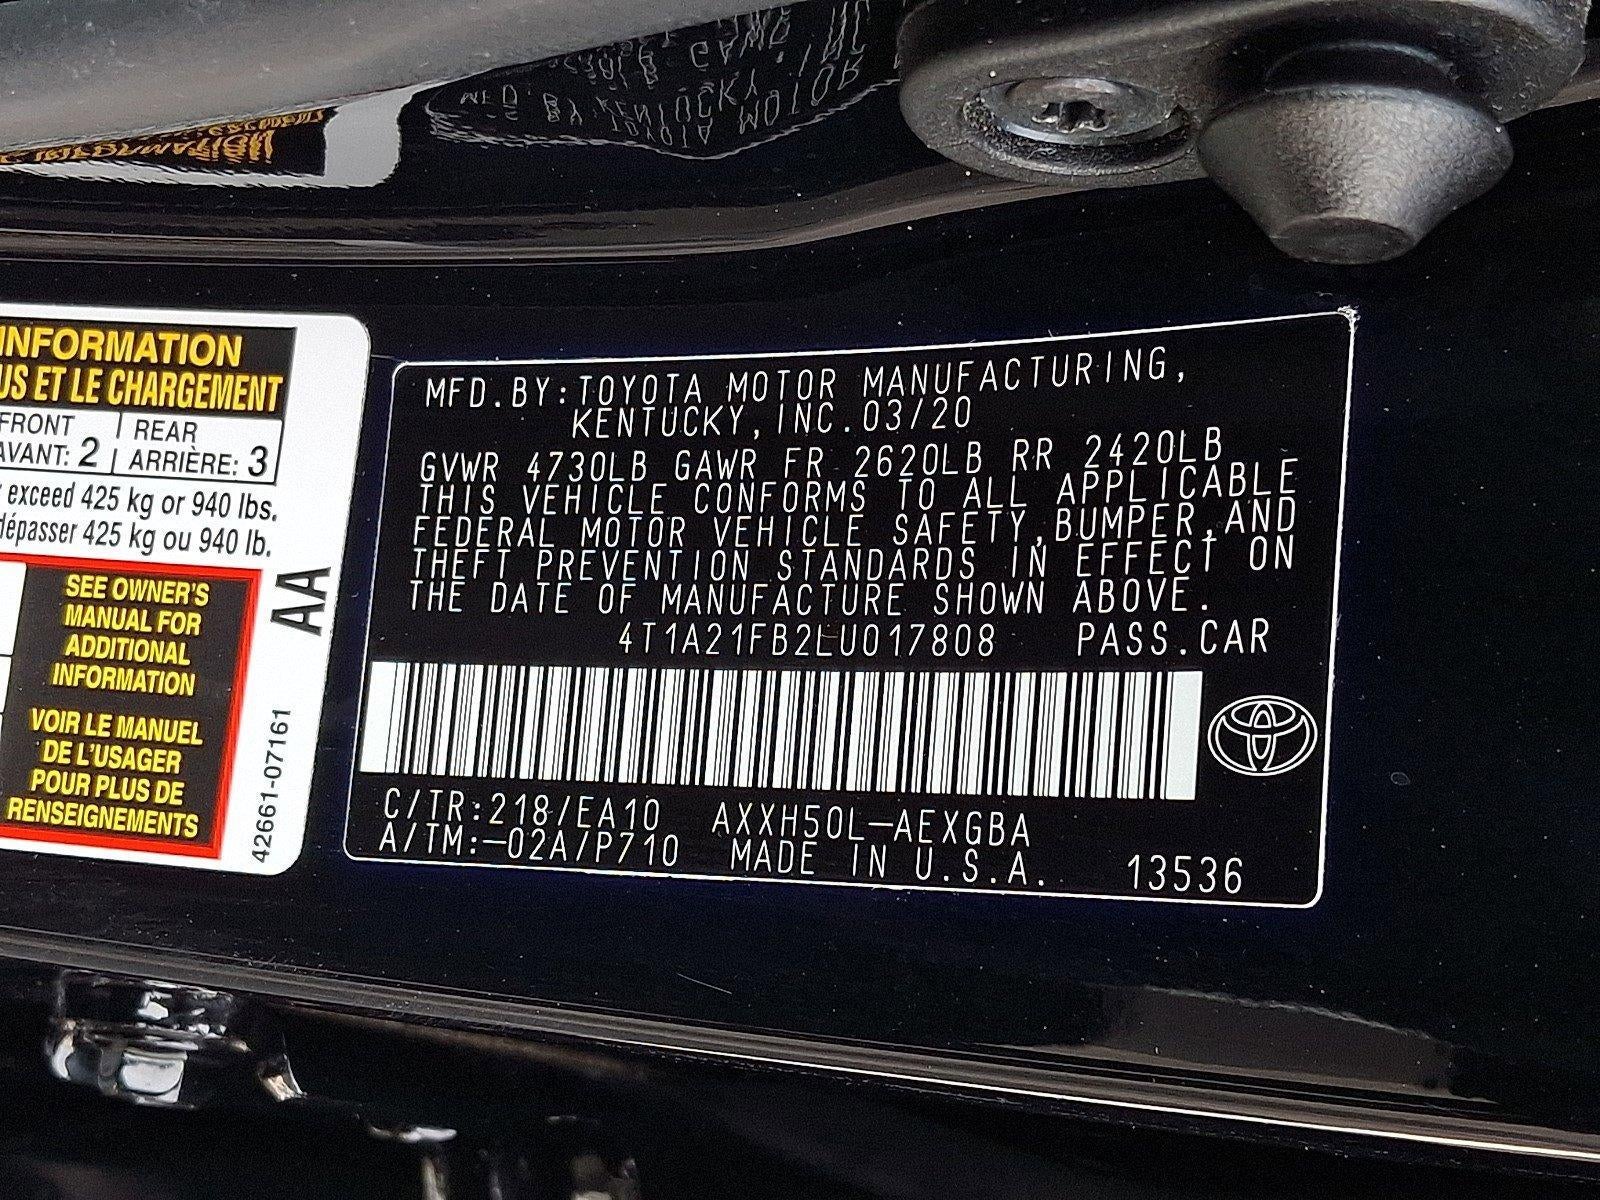 INFORMATION
US ET LE CHARGEMENT
FRONT
AVANT: 2
REAR
ARRIÈRE: 3
exceed 425 kg or 940 lbs.
dépasser 425 kg ou 940 lb.
SEE OWNER'S
MANUAL FOR
ADDITIONAL
INFORMATION
VOIR LE MANUEL
DE L'USAGER
POUR PLUS DE
RENSEIGNEMENTS
AA
42661-07161
MFD.BY:TOYOTA MOTOR MANUFACTURING,
KENTUCKY,INC.03/20
GVWR 4730LB GAWR FR 2620LB RR 2420LB
THIS VEHICLE CONFORMS TO ALL APPLICABLE
FEDERAL MOTOR VEHICLE SAFETY,BUMPER,AND
THEFT PREVENTION STANDARDS IN EFFECT ON
THE DATE OF MANUFACTURE SHOWN ABOVE.
4T1A21FB2LU017808 PASS.CAR
C/TR:218/EA10 AXXH50L-AEXGBA
A/TM:-02A/P710 MADE IN U.S.A. 13536